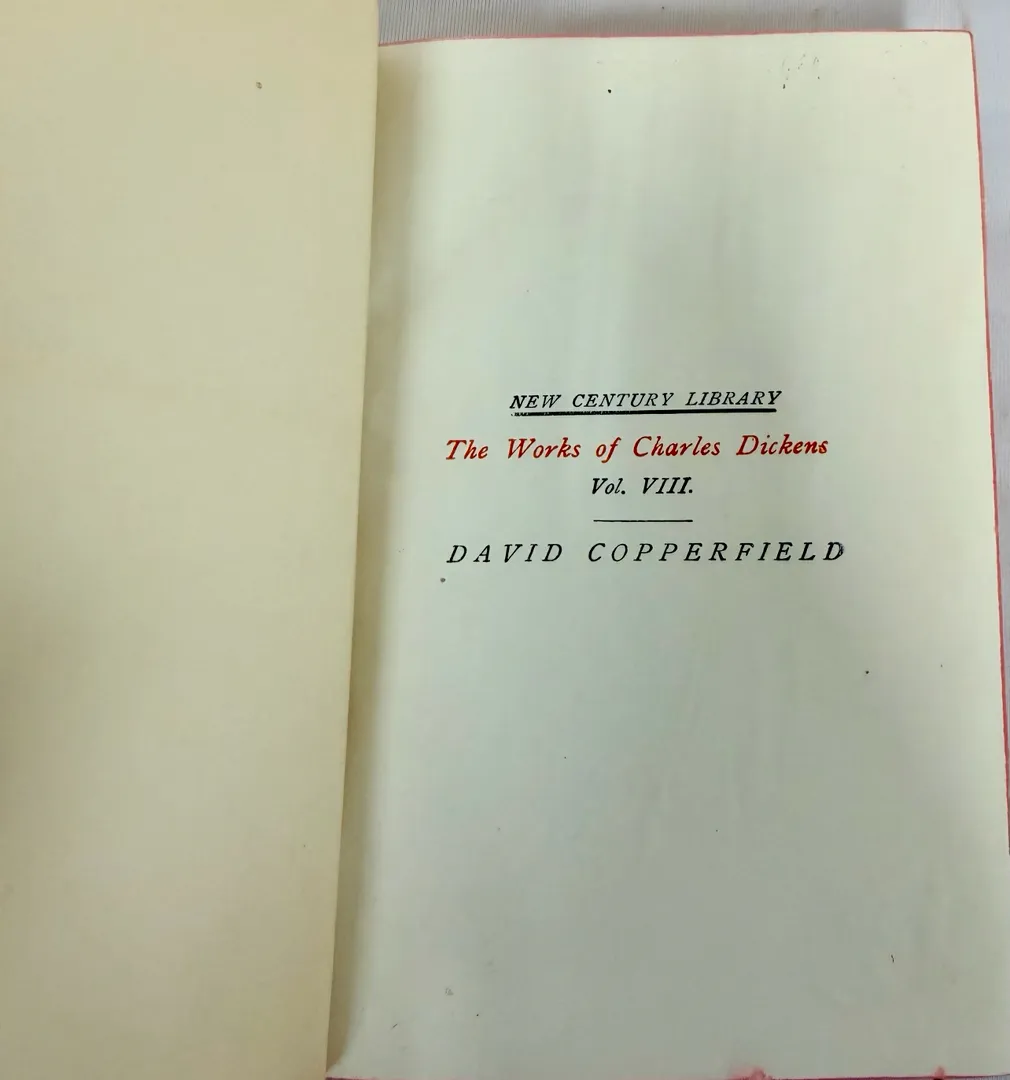 NEW CENTURY LIBRARY
The Works of Charles Dickens
Vol. VIII.
DAVID COPPERFIELD